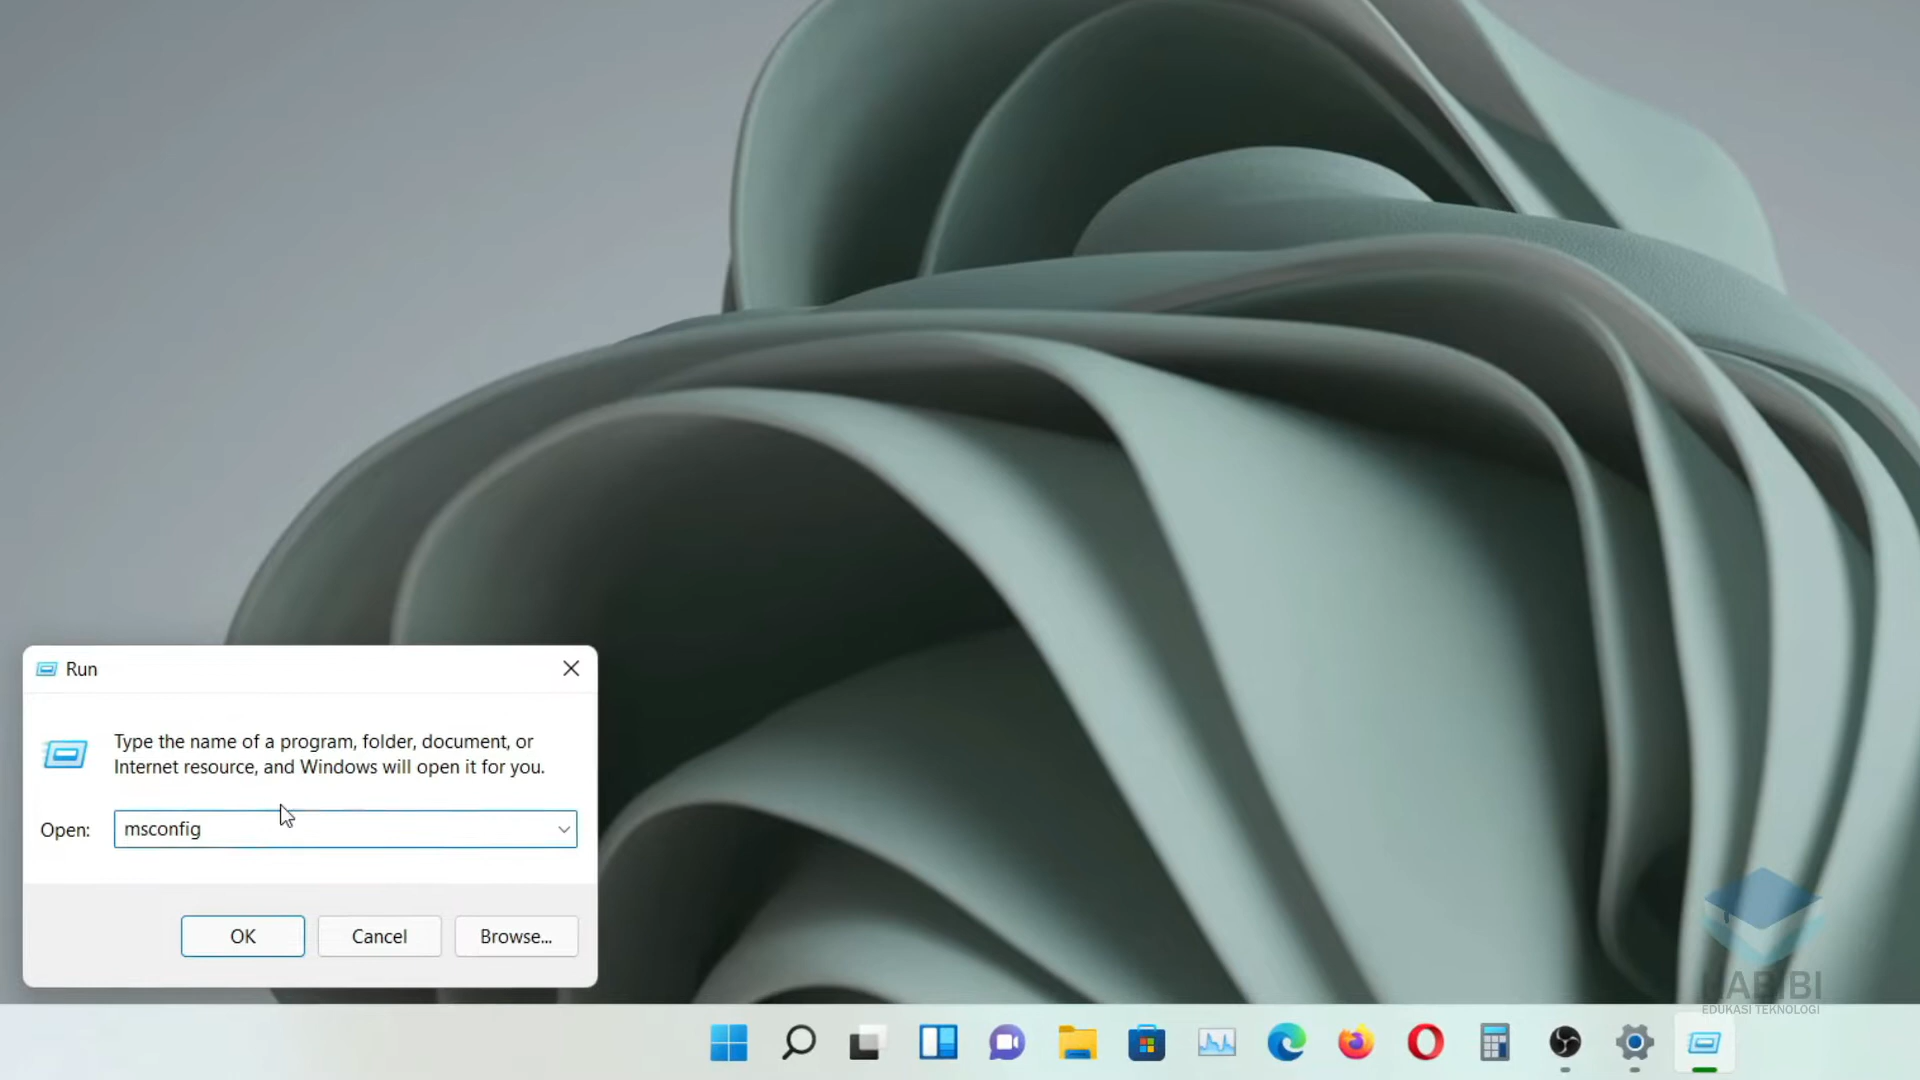 Run
Type the name of a program, folder, document, or
Internet resource, and Windows will open it for you.
Open:
msconfig
OK
Cancel
Browse...
HABIBI
EDUKASI TEKNOLOGI